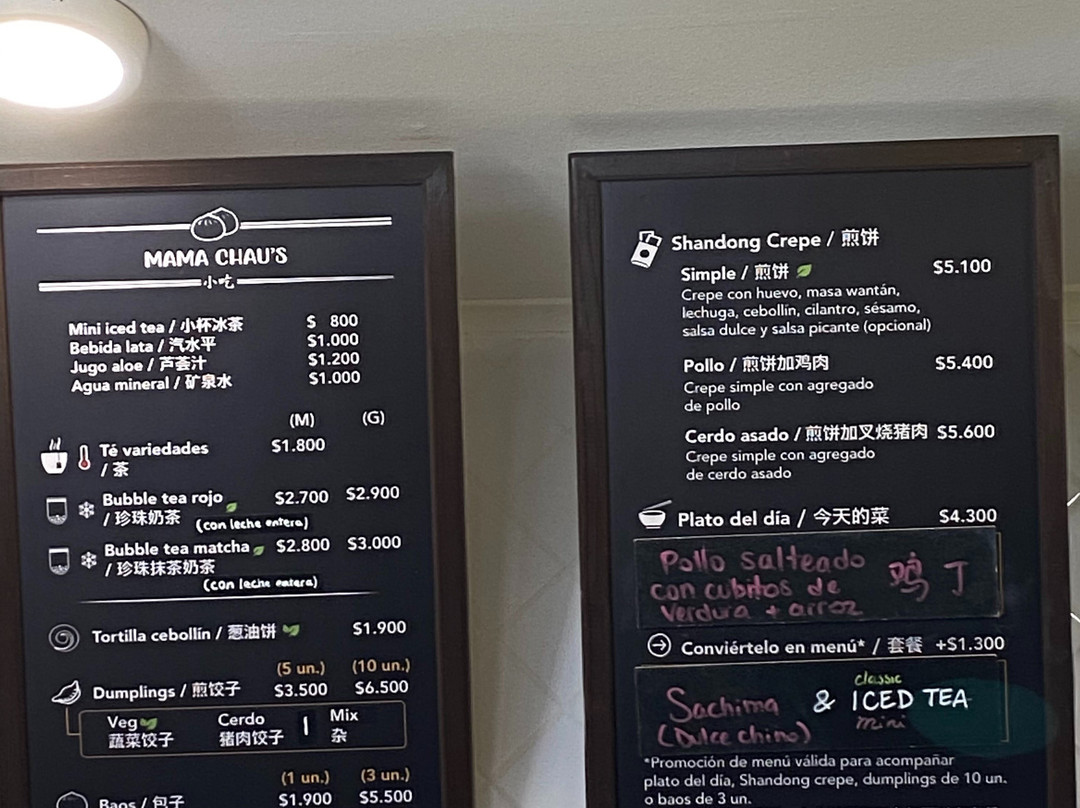 MAMA CHAU'S
小吃
Mini iced tea / 小杯冰茶 $ 800
Bebida lata / 汽水平 $1.000
Jugo aloe / 芦荟汁 $1.200
Agua mineral / 矿泉水 $1.000
(M) (G)
Té variedades $1.800
/ 茶
Bubble tea rojo $2.700 $2.900
/ 珍珠奶茶 (con leche entera)
Bubble tea matcha $2.800 $3.000
/ 珍珠抹茶奶茶
(con leche entera)
Tortilla cebollín / 葱油饼 $1.900
(5 un.) (10 un.)
Dumplings / 煎饺子 $3.500 $6.500
Veg Cerdo Mix
蔬菜饺子 猪肉饺子 杂
(1 un.) (3 un.)
Baos / 包子 $1.900 $5.500
Shandong Crepe / 煎饼
Simple / 煎饼 $5.100
Crepe con huevo, masa wantán,
lechuga, cebollín, cilantro, sésamo,
salsa dulce y salsa picante (opcional)
Pollo / 煎饼加鸡肉 $5.400
Crepe simple con agregado
de pollo
Cerdo asado / 煎饼加叉烧猪肉 $5.600
Crepe simple con agregado
de cerdo asado
Plato del día / 今天的菜 $4.300
Pollo salteado
con cubitos de
verdura + arroz
鸡丁
Conviértelo en menú* / 套餐 +$1.300
classic
Sachima & ICED TEA
(Dulce chino) mini
*Promoción de menú válida para acompañar
plato del día, Shandong crepe, dumplings de 10 un.
o baos de 3 un.